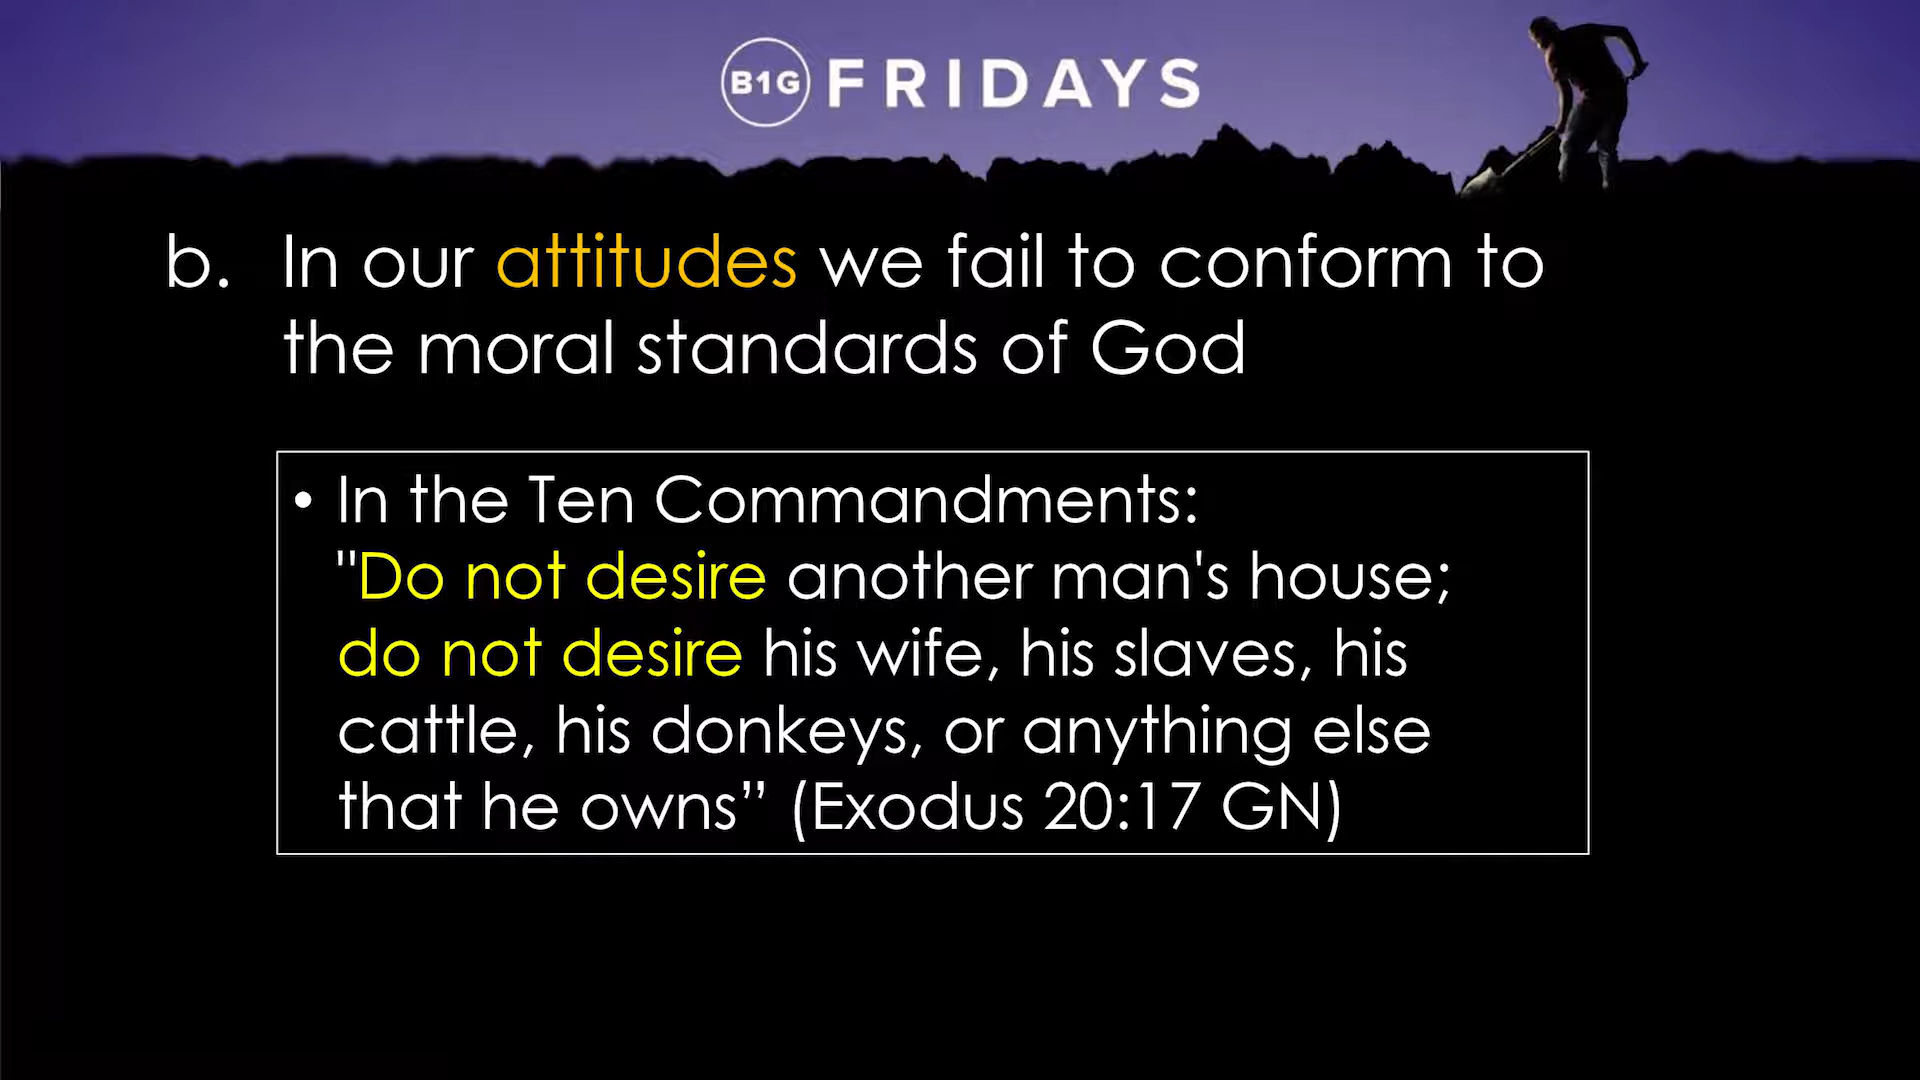 B1G FRIDAYS
b. In our attitudes we fail to conform to
the moral standards of God
• In the Ten Commandments:
"Do not desire another man's house;
do not desire his wife, his slaves, his
cattle, his donkeys, or anything else
that he owns” (Exodus 20:17 GN)